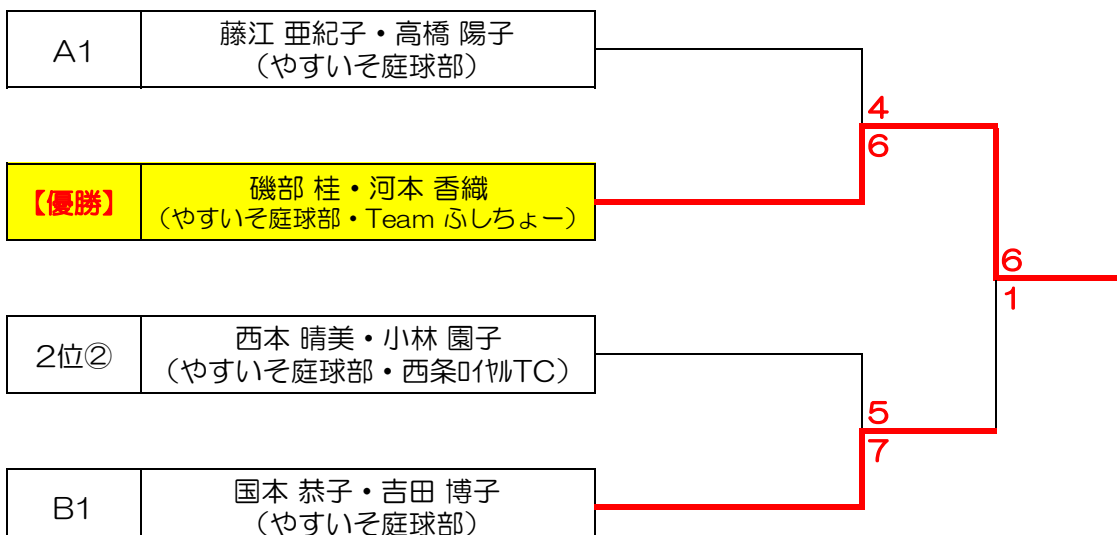 A1
藤江 亜紀子・高橋 陽子
（やすいそ庭球部）
4
6
【優勝】
磯部 桂・河本 香織
（やすいそ庭球部・Team ふしちょー）
6
1
2位②
西本 晴美・小林 園子
（やすいそ庭球部・西条ﾛｲﾔﾙTC）
5
7
B1
国本 恭子・吉田 博子
（やすいそ庭球部）